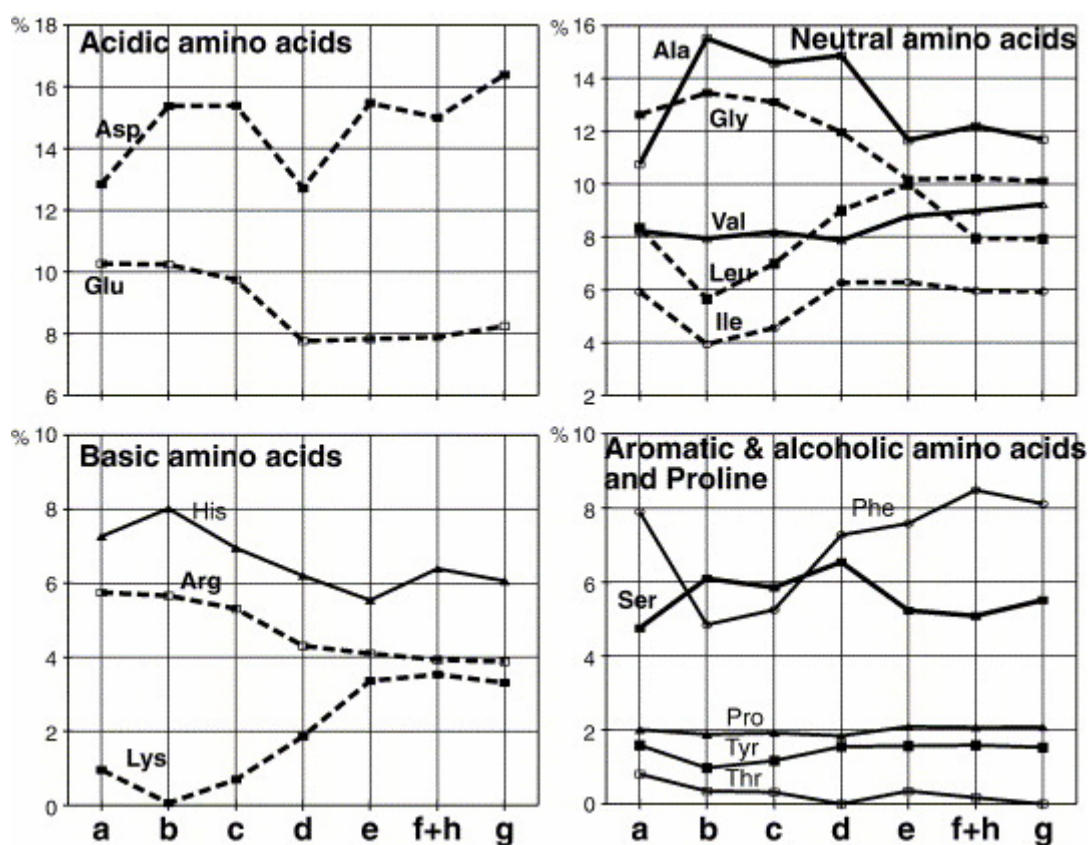 %
18
Acidic amino acids
16
Asp
14
12
10
Glu
8
6
%
16
Neutral amino acids
Ala
14
Gly
12
10
Val
8
Leu
6
Ile
4
2
%
10
Basic amino acids
8
His
6
Arg
4
2
Lys
0
a b c d e f+h g
%
10
Aromatic & alcoholic amino acids
and Proline
8
Phe
6
Ser
4
2
Pro
Tyr
Thr
0
a b c d e f+h g